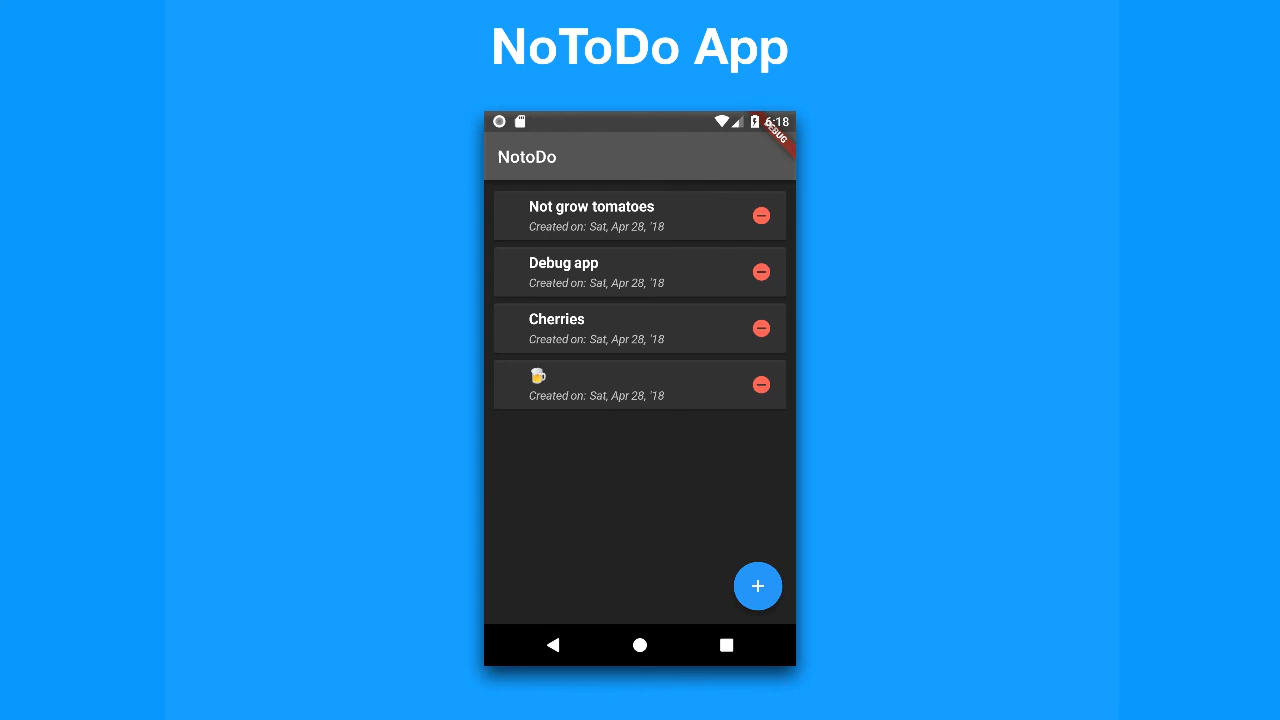 NoToDo App
6:18
DEBUG
NotoDo
Not grow tomatoes
Created on: Sat, Apr 28, '18
Debug app
Created on: Sat, Apr 28, '18
Cherries
Created on: Sat, Apr 28, '18
🍺
Created on: Sat, Apr 28, '18